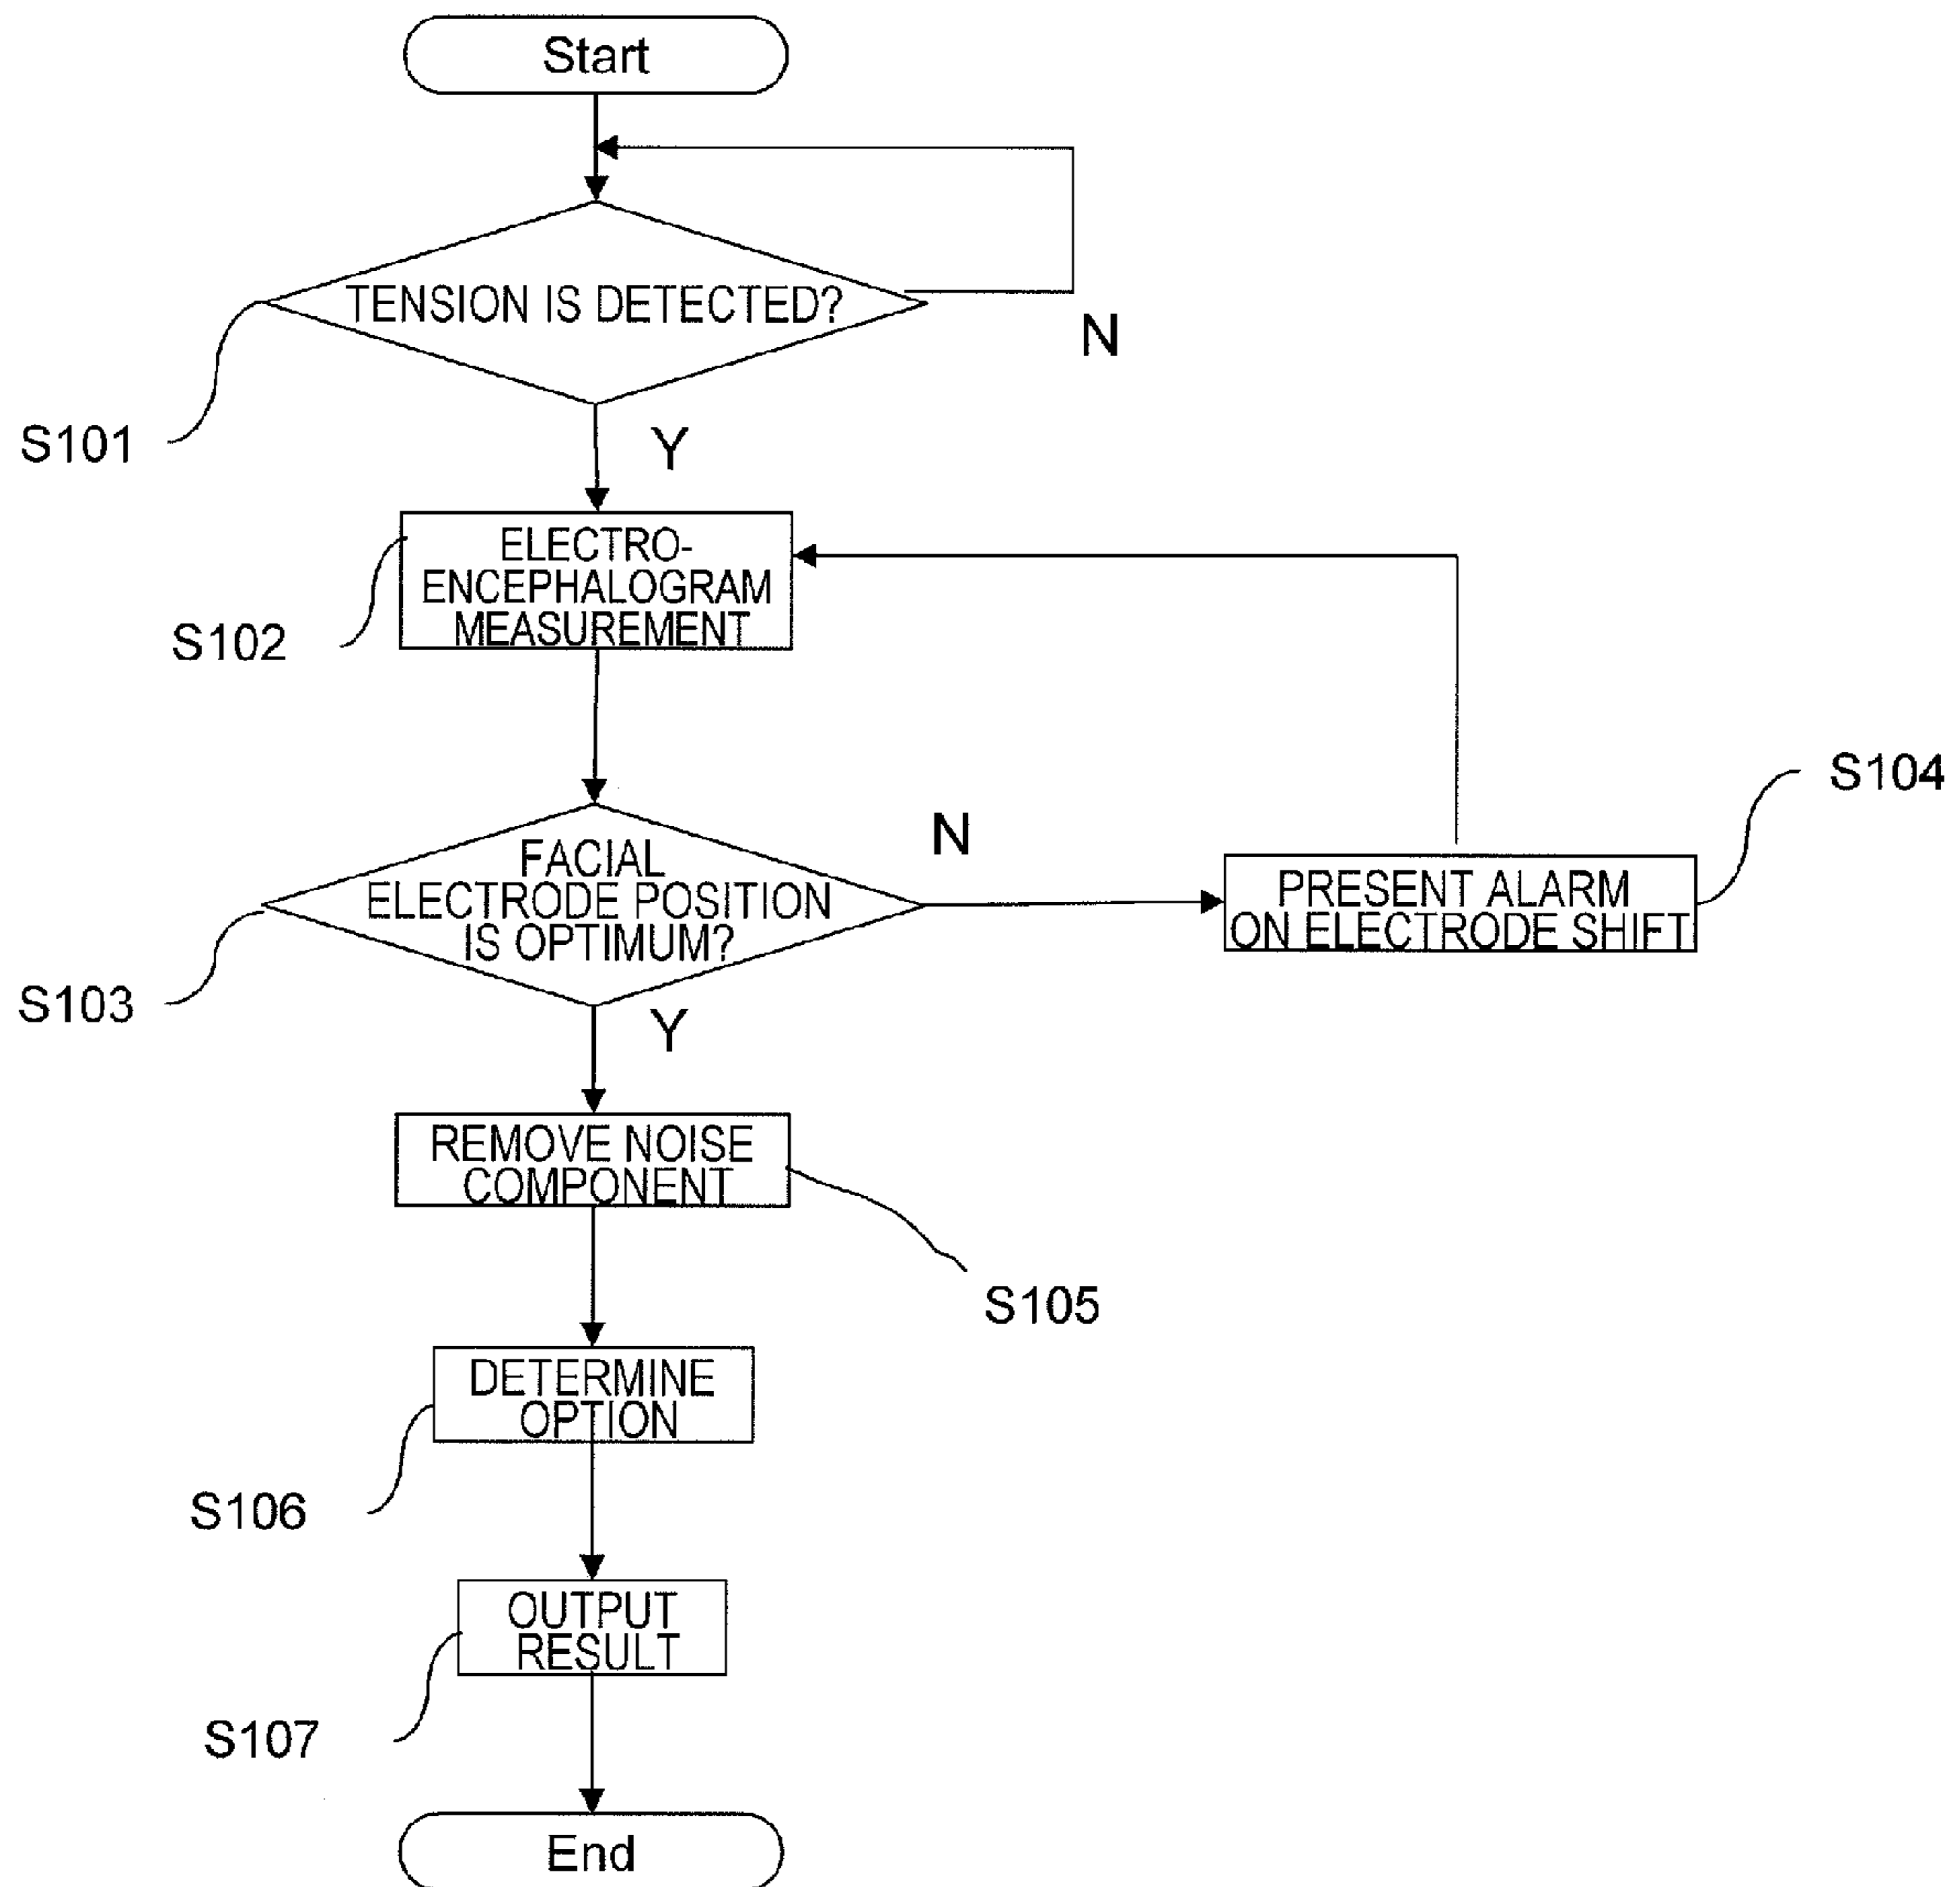 Start
TENSION IS DETECTED?
N
S101
Y
ELECTRO-
ENCEPHALOGRAM
MEASUREMENT
S102
S104
N
FACIAL
ELECTRODE POSITION
IS OPTIMUM?
PRESENT ALARM
ON ELECTRODE SHIFT
S103
Y
REMOVE NOISE
COMPONENT
S105
DETERMINE
OPTION
S106
OUTPUT
RESULT
S107
End